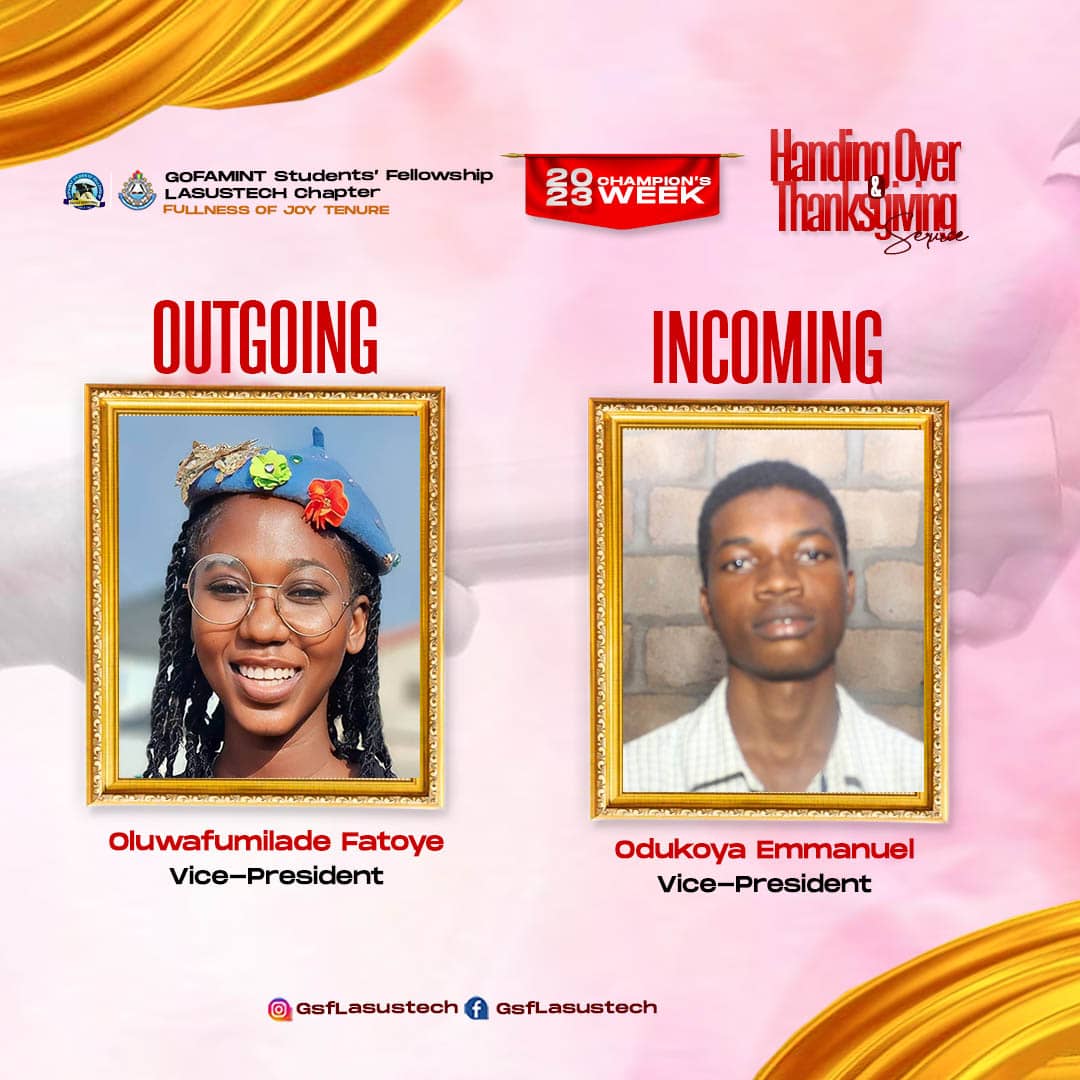 GOFAMINT Students' Fellowship
LASUSTECH Chapter
FULLNESS OF JOY TENURE
2023 CHAMPION'S WEEK
Handing Over
&
Thanksgiving
Service
OUTGOING
INCOMING
Oluwafumilade Fatoye
Vice-President
Odukoya Emmanuel
Vice-President
GsfLasustech GsfLasustech